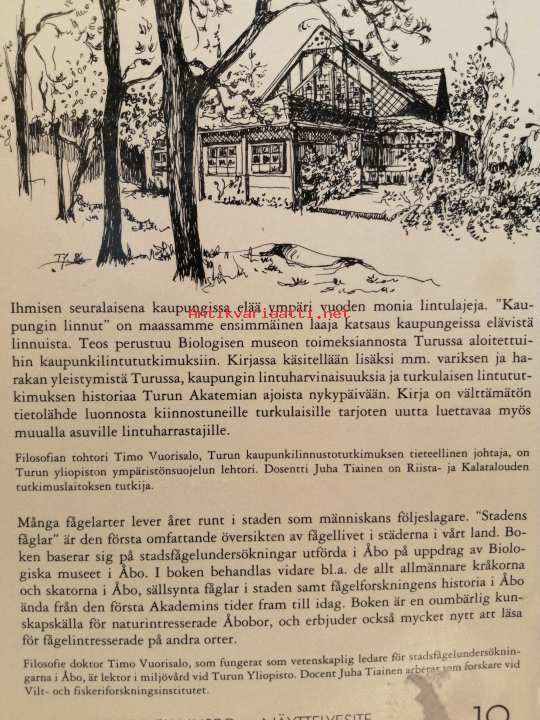 Antikvariaatti.net
Ihmisen seuralaisena kaupungissa elää ympäri vuoden monia lintulajeja. "Kau-
pungin linnut" on maassamme ensimmäinen laaja katsaus kaupungeissa elävistä
linnuista. Teos perustuu Biologisen museon toimeksiannosta Turussa aloitettui-
hin kaupunkilintututkimuksiin. Kirjassa käsitellään lisäksi mm. variksen ja ha-
rakan yleistymistä Turussa, kaupungin lintuharvinaisuuksia ja turkulaisen lintutut-
kimuksen historiaa Turun Akatemian ajoista nykypäivään. Kirja on välttämätön
tietolähde luonnosta kiinnostuneille turkulaisille tarjoten uutta luettavaa myös
muualla asuville lintuharrastajille.
Filosofian tohtori Timo Vuorisalo, Turun kaupunkilinnustotutkimuksen tieteellinen johtaja, on
Turun yliopiston ympäristönsuojelun lehtori. Dosentti Juha Tiainen on Riista- ja Kalatalouden
tutkimuslaitoksen tutkija.
Många fågelarter lever året runt i staden som människans följeslagare. "Stadens
fåglar" är den första omfattande översikten av fågellivet i städerna i vårt land. Bo-
ken baserar sig på stadsfågelundersökningar utförda i Åbo på uppdrag av Biolo-
giska museet i Åbo. I boken behandlas vidare bl.a. de allt allmännare kråkorna
och skatorna i Åbo, sällsynta fåglar i staden samt fågelforskningens historia i Åbo
ända från den första Akademins tider fram till idag. Boken är en oumbärlig kun-
skapskälla för naturintresserade Åbobor, och erbjuder också mycket nytt att läsa
för fågelintresserade på andra orter.
Filosofie doktor Timo Vuorisalo, som fungerat som vetenskaplig ledare för stadsfågelundersöknin-
garna i Åbo, är lektor i miljövård vid Turun Yliopisto. Docent Juha Tiainen arbetar som forskare vid
Vilt- och fiskeriforskningsinstitutet.
10